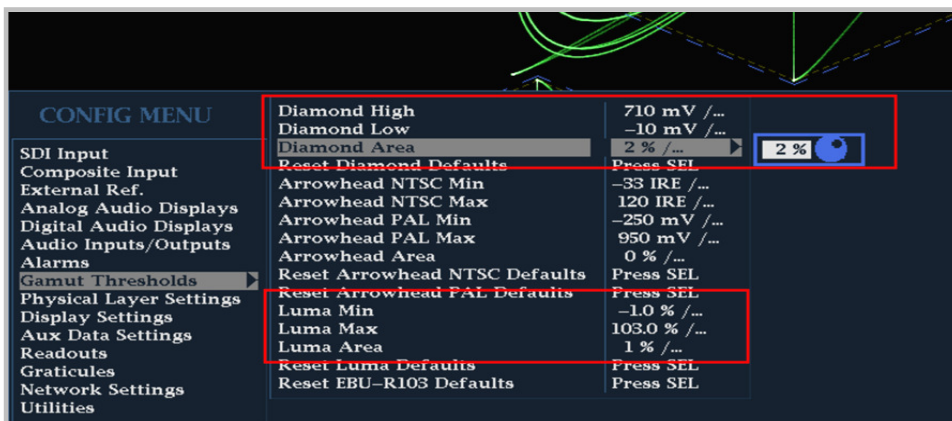 CONFIG MENU
SDI Input
Composite Input
External Ref.
Analog Audio Displays
Digital Audio Displays
Audio Inputs/Outputs
Alarms
Gamut Thresholds
Physical Layer Settings
Display Settings
Aux Data Settings
Readouts
Graticules
Network Settings
Utilities
Diamond High 710 mV /...
Diamond Low –10 mV /...
Diamond Area 2 % /... 2 %
Reset Diamond Defaults Press SEL
Arrowhead NTSC Min –33 IRE /...
Arrowhead NTSC Max 120 IRE /...
Arrowhead PAL Min –250 mV /...
Arrowhead PAL Max 950 mV /...
Arrowhead Area 0 % /...
Reset Arrowhead NTSC Defaults Press SEL
Reset Arrowhead PAL Defaults Press SEL
Luma Min –1.0 % /...
Luma Max 103.0 % /...
Luma Area 1 % /...
Reset Luma Defaults Press SEL
Reset EBU–R103 Defaults Press SEL